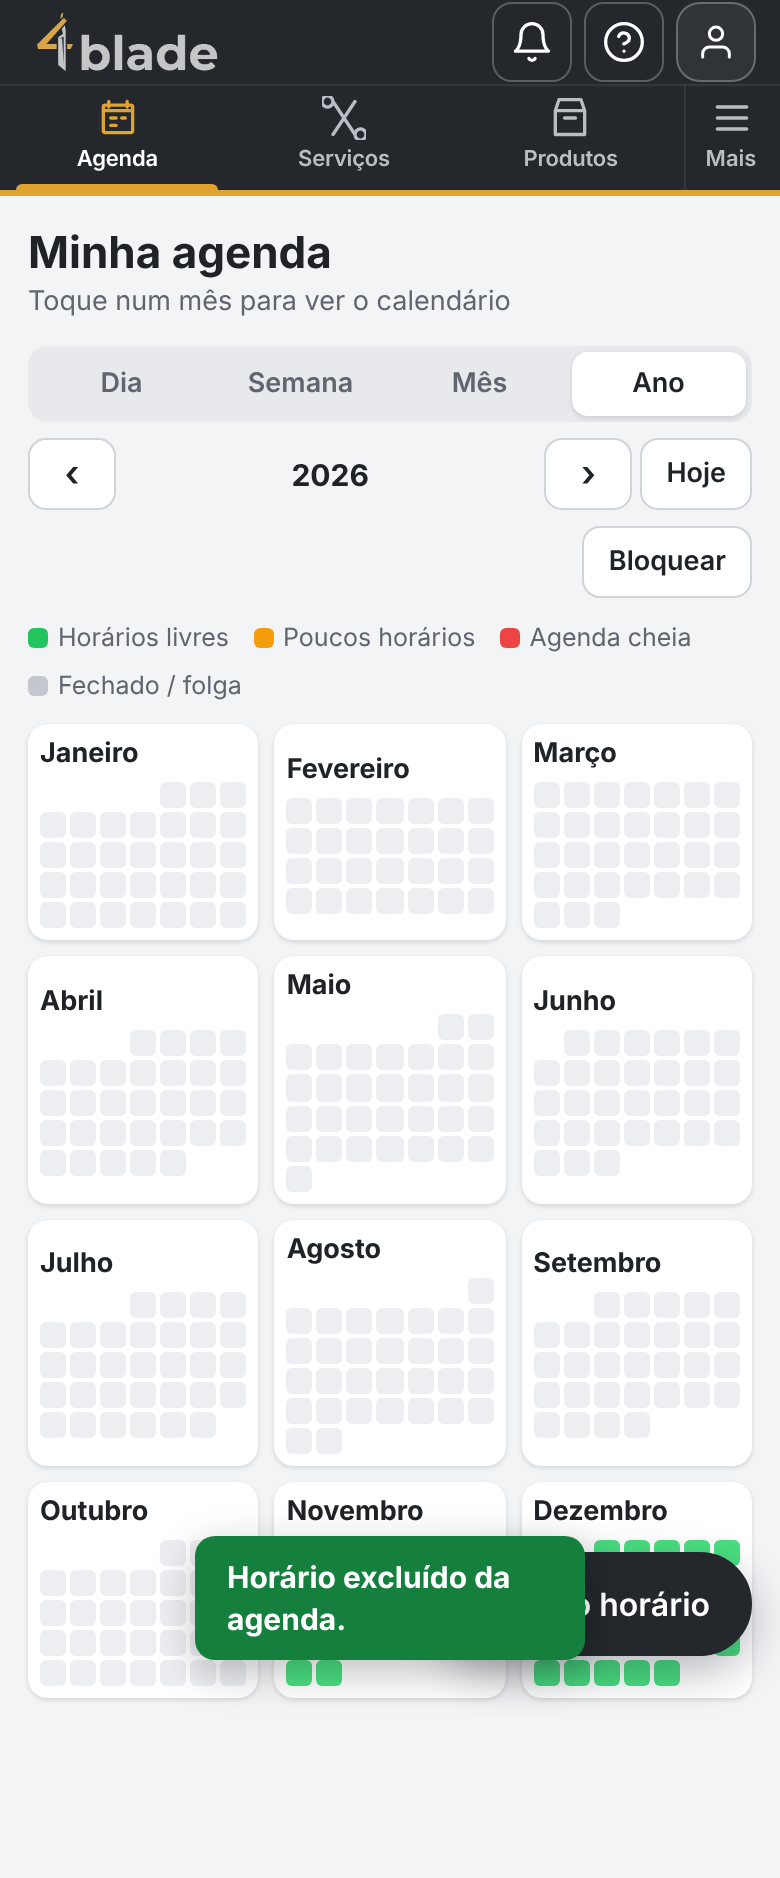 4blade
Agenda
Serviços
Produtos
Mais
Minha agenda
Toque num mês para ver o calendário
Dia
Semana
Mês
Ano
‹
2026
›
Hoje
Bloquear
Horários livres
Poucos horários
Agenda cheia
Fechado / folga
Janeiro
Fevereiro
Março
Abril
Maio
Junho
Julho
Agosto
Setembro
Outubro
Novembro
Dezembro
Horário excluído da
agenda.
horário